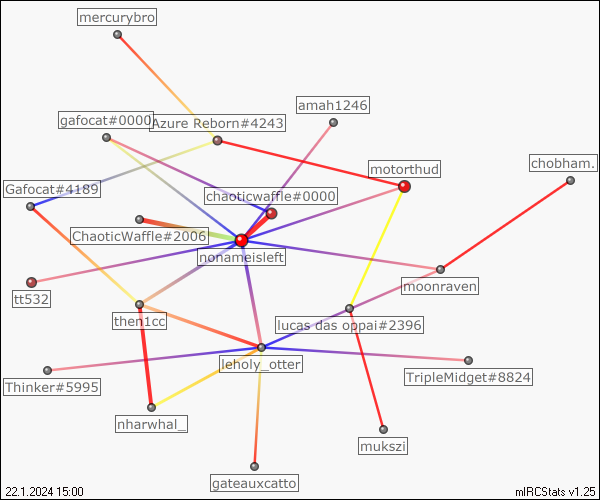 mercurybro
amah1246
gafocat#0000
Azure Reborn#4243
chobham.
motorthud
Gafocat#4189
chaoticwaffle#0000
ChaoticWaffle#2006
nonameisleft
moonraven
tt532
then1cc
lucas das oppai#2396
leholy_otter
Thinker#5995
TripleMidget#8824
nharwhal_
mukszi
gateauxcatto
22.1.2024 15:00
mIRCStats v1.25